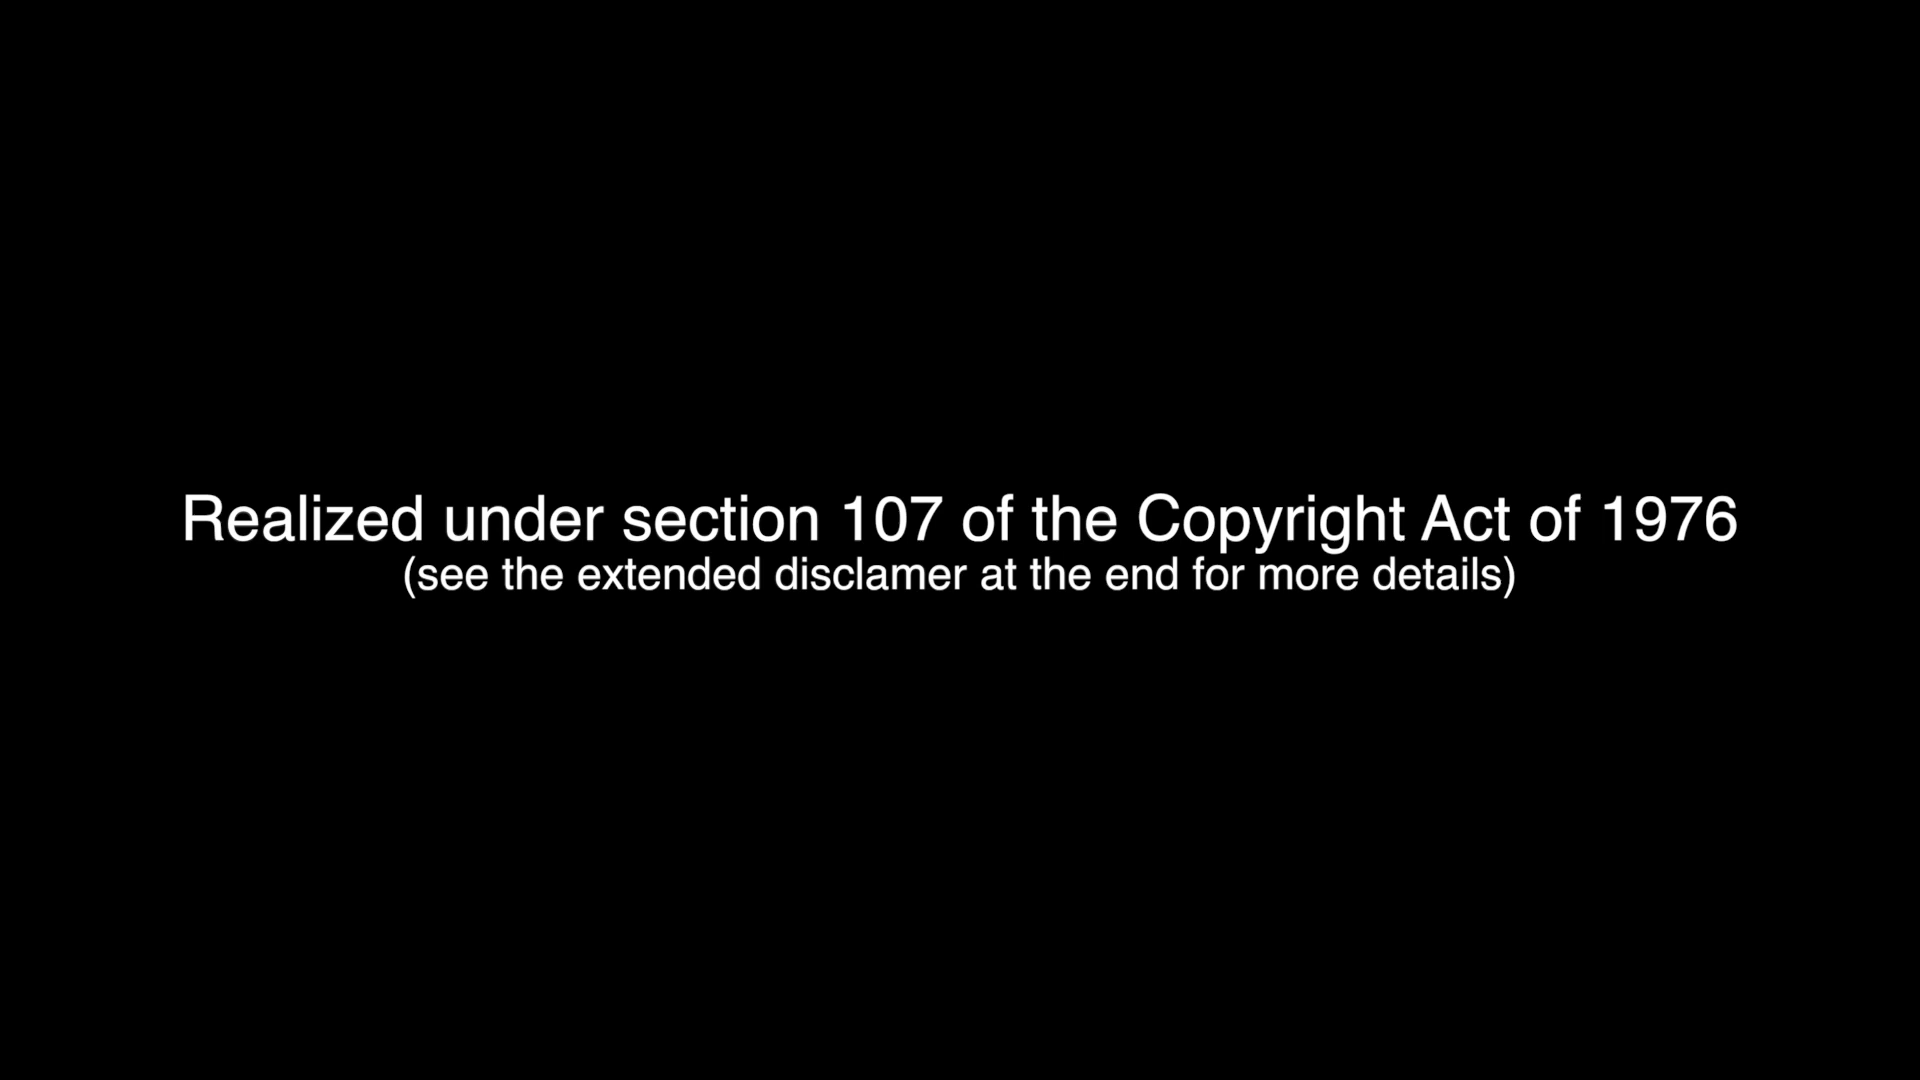 Realized under section 107 of the Copyright Act of 1976
(see the extended disclamer at the end for more details)